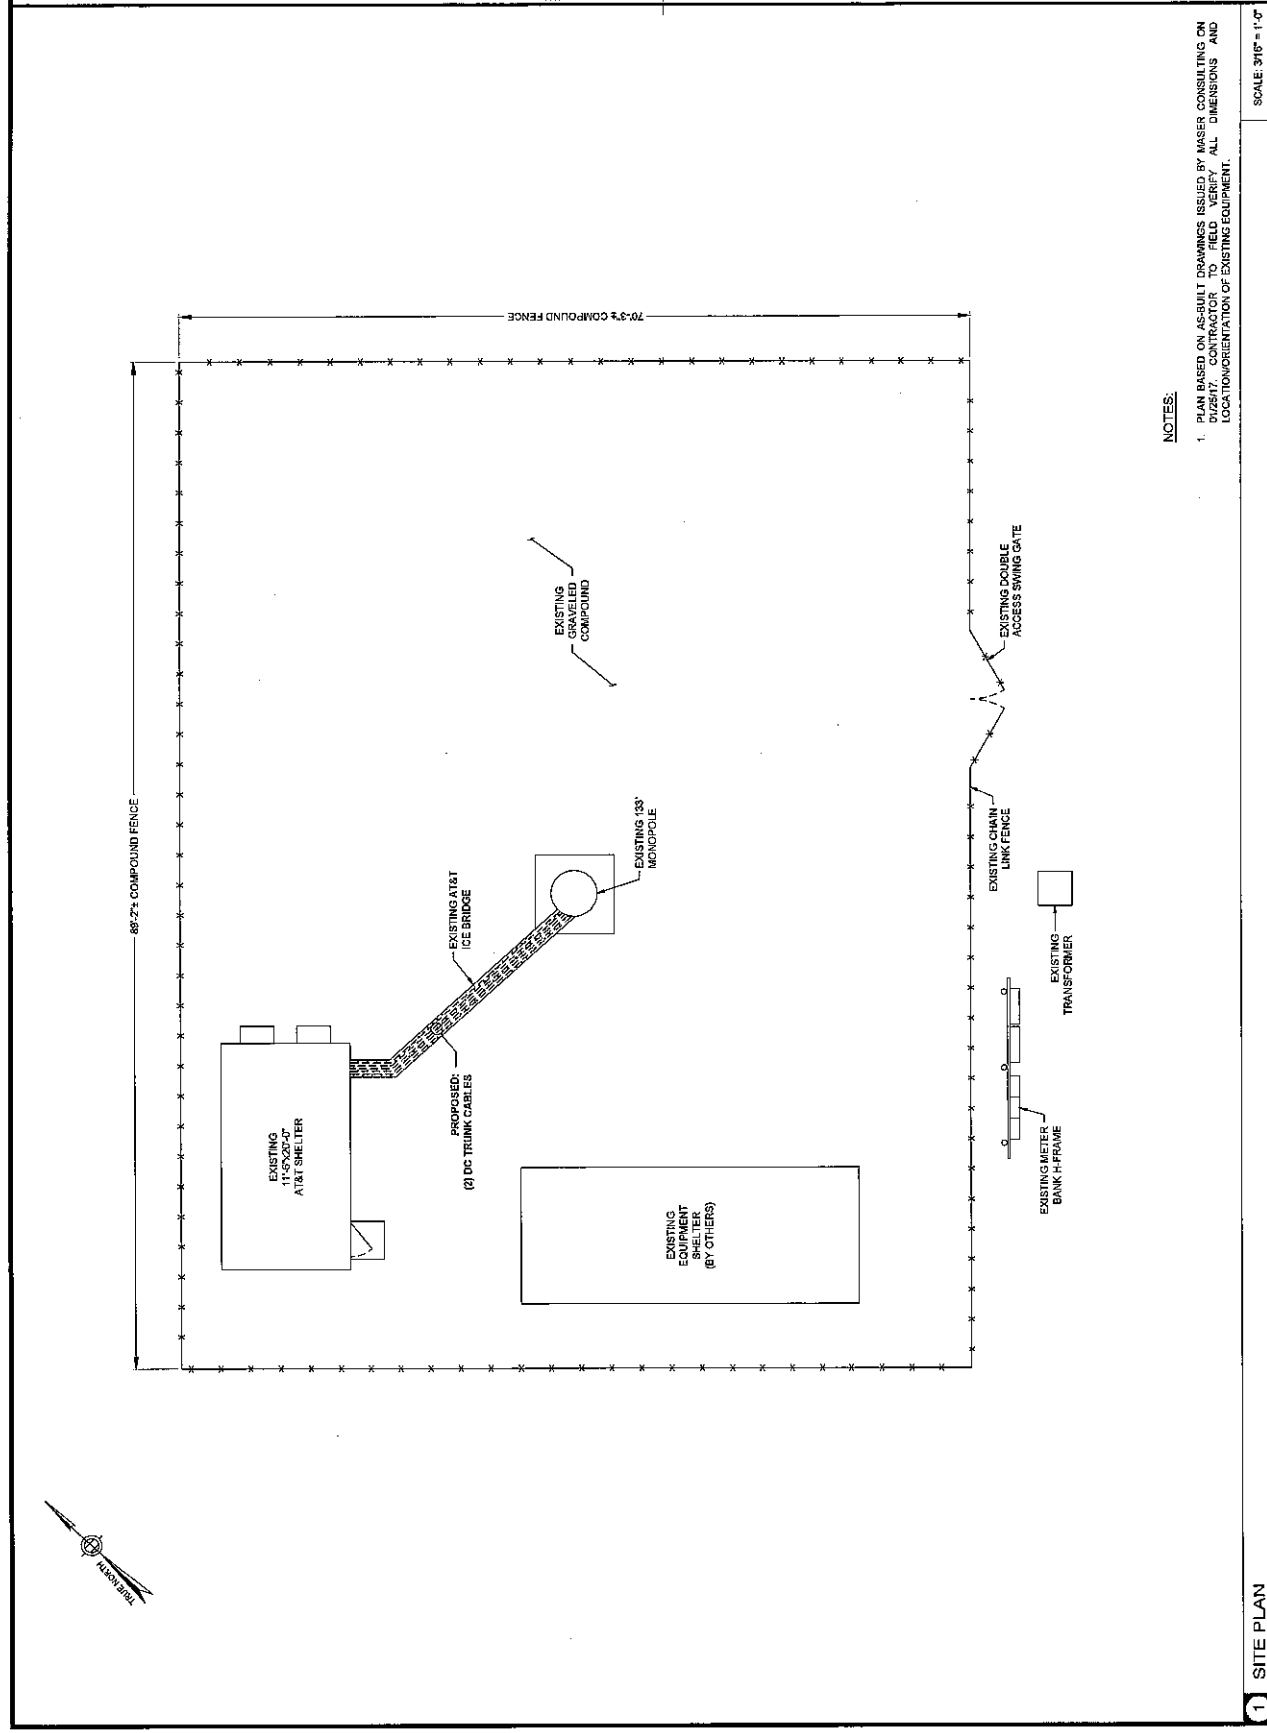 TRUE NORTH
89'-2"± COMPOUND FENCE
70'-3"± COMPOUND FENCE
EXISTING
11'-6"X20'-0"
AT&T SHELTER
EXISTING AT&T
ICE BRIDGE
PROPOSED:
(2) DC TRUNK CABLES
EXISTING
GRAVELED
COMPOUND
EXISTING 133'
MONOPOLE
EXISTING
EQUIPMENT
SHELTER
(BY OTHERS)
EXISTING DOUBLE
ACCESS SWING GATE
EXISTING CHAIN
LINK FENCE
EXISTING
TRANSFORMER
EXISTING METER
BANK H-FRAME
NOTES:
1. PLAN BASED ON AS-BUILT DRAWINGS ISSUED BY MASER CONSULTING ON
01/25/17. CONTRACTOR TO FIELD VERIFY ALL DIMENSIONS AND
LOCATION/ORIENTATION OF EXISTING EQUIPMENT.
1 SITE PLAN
SCALE: 3/16" = 1'-0"